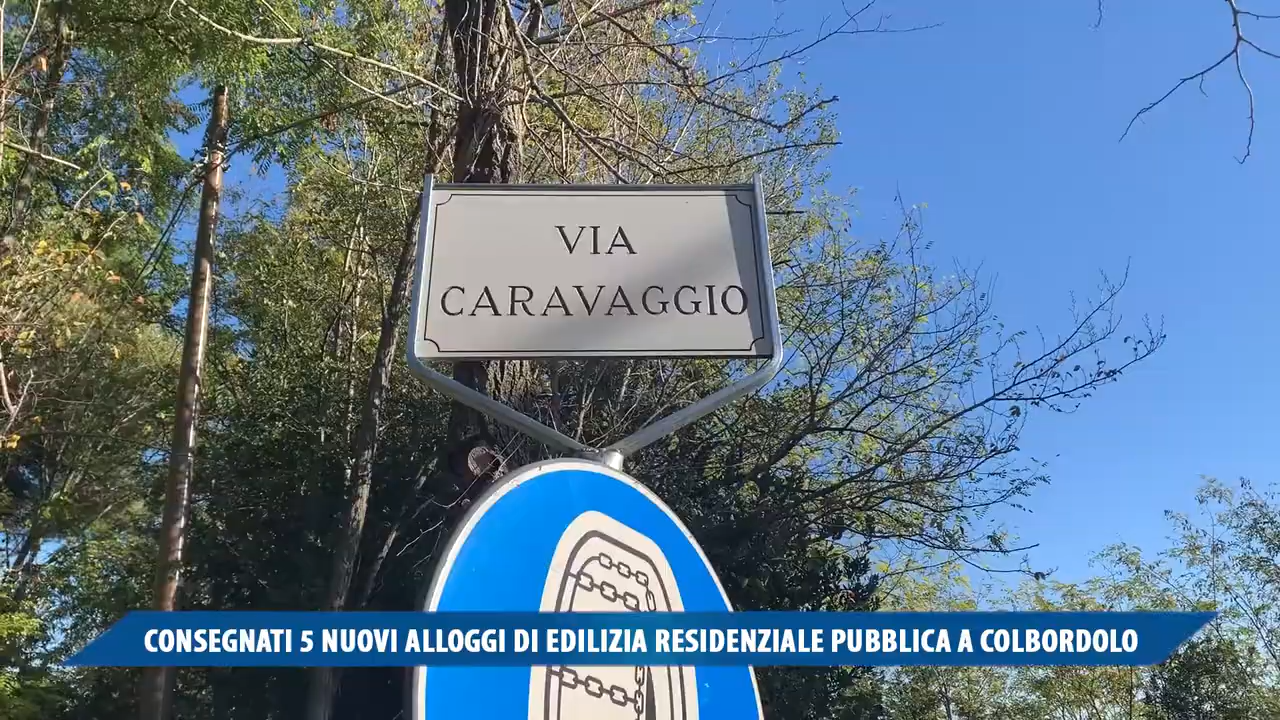 VIA
CARAVAGGIO
CONSEGNATI 5 NUOVI ALLOGGI DI EDILIZIA RESIDENZIALE PUBBLICA A COLBORDOLO